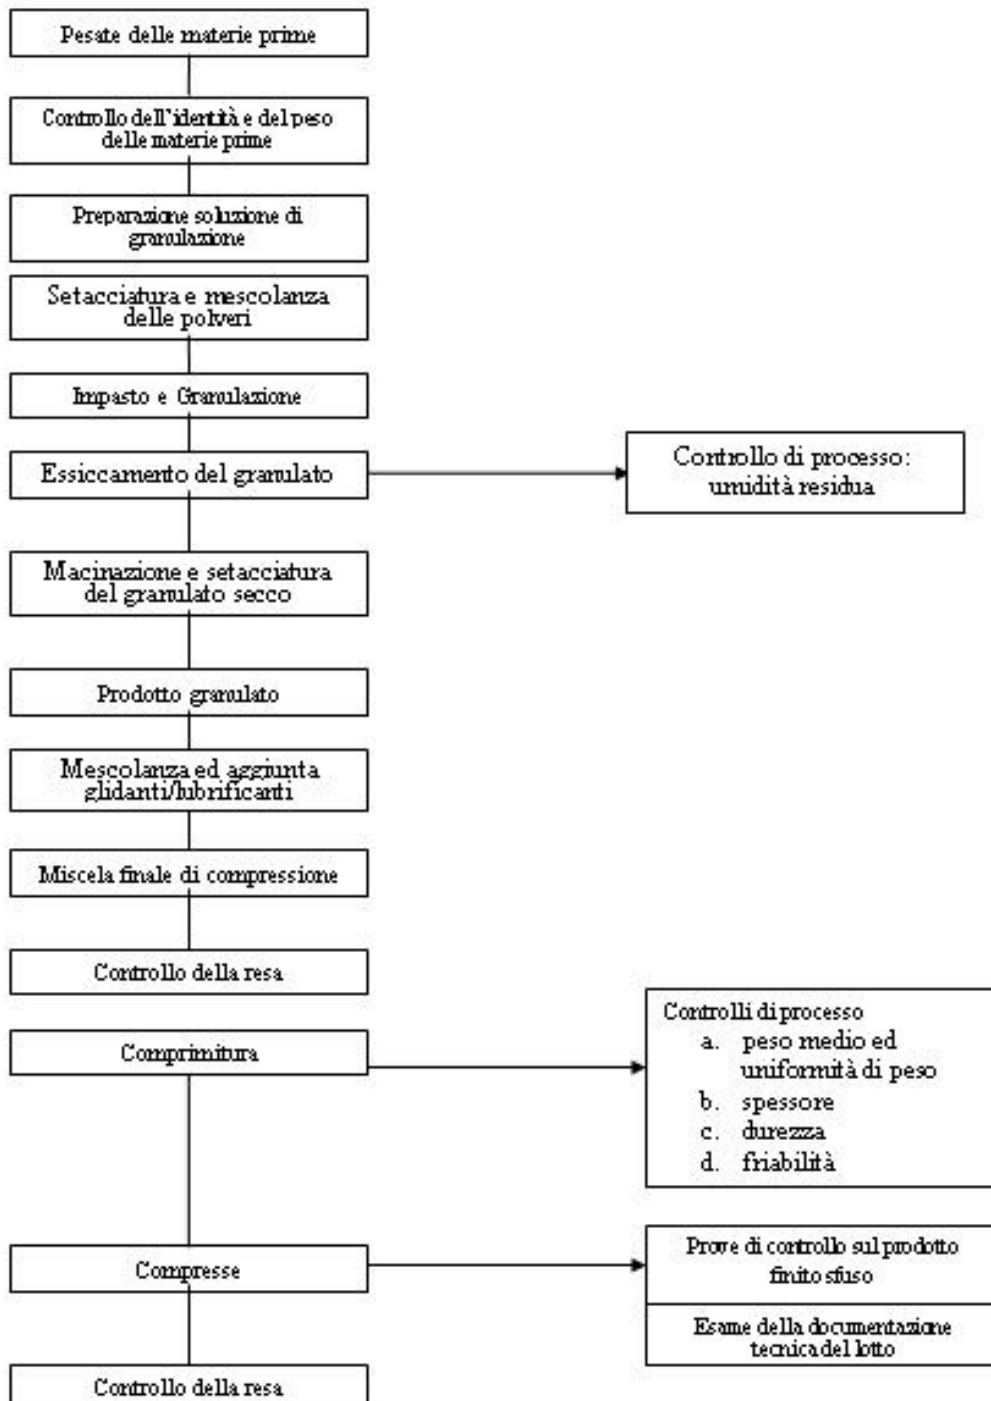 Pesate delle materie prime
Controllo dell'identità e del peso
delle materie prime
Preparazione soluzione di
granulazione
Setacciatura e mescolanza
delle polveri
Impasto e Granulazione
Essiccamento del granulato
Controllo di processo:
umidità residua
Macinazione e setacciatura
del granulato secco
Prodotto granulato
Mescolanza ed aggiunta
glidanti/lubrificanti
Miscela finale di compressione
Controllo della resa
Comprimitura
Controlli di processo
a. peso medio ed
uniformità di peso
b. spessore
c. durezza
d. friabilità
Compresse
Prove di controllo sul prodotto
finito sfuso
Esame della documentazione
tecnica del lotto
Controllo della resa